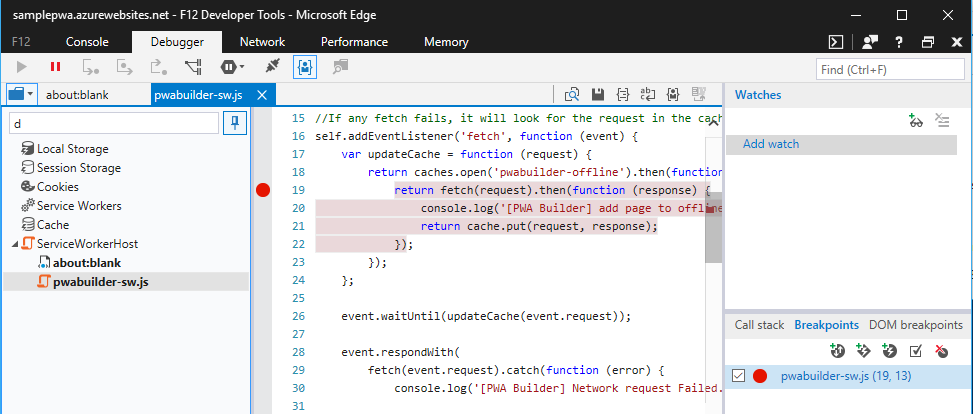 samplepwa.azurewebsites.net - F12 Developer Tools - Microsoft Edge
F12 Console Debugger Network Performance Memory
Find (Ctrl+F)
about:blank
pwabuilder-sw.js
d
Local Storage
Session Storage
Cookies
Service Workers
Cache
ServiceWorkerHost
about:blank
pwabuilder-sw.js
15 //If any fetch fails, it will look for the request in the cac
16 self.addEventListener('fetch', function (event) {
17 var updateCache = function (request) {
18 return caches.open('pwabuilder-offline').then(function
19 return fetch(request).then(function (response) {
20 console.log('[PWA Builder] add page to offline
21 return cache.put(request, response);
22 });
23 });
24 };
25
26 event.waitUntil(updateCache(event.request));
27
28 event.respondWith(
29 fetch(event.request).catch(function (error) {
30 console.log('[PWA Builder] Network request Failed.
31
Watches
Add watch
Call stack Breakpoints DOM breakpoints
pwabuilder-sw.js (19, 13)